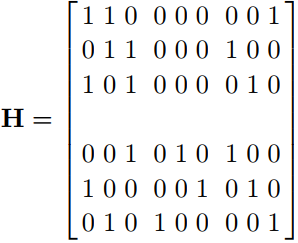 1 1 0 0 0 0 0 0 1
0 1 1 0 0 0 1 0 0
1 0 1 0 0 0 0 1 0
H =
0 0 1 0 1 0 1 0 0
1 0 0 0 0 1 0 1 0
0 1 0 1 0 0 0 0 1